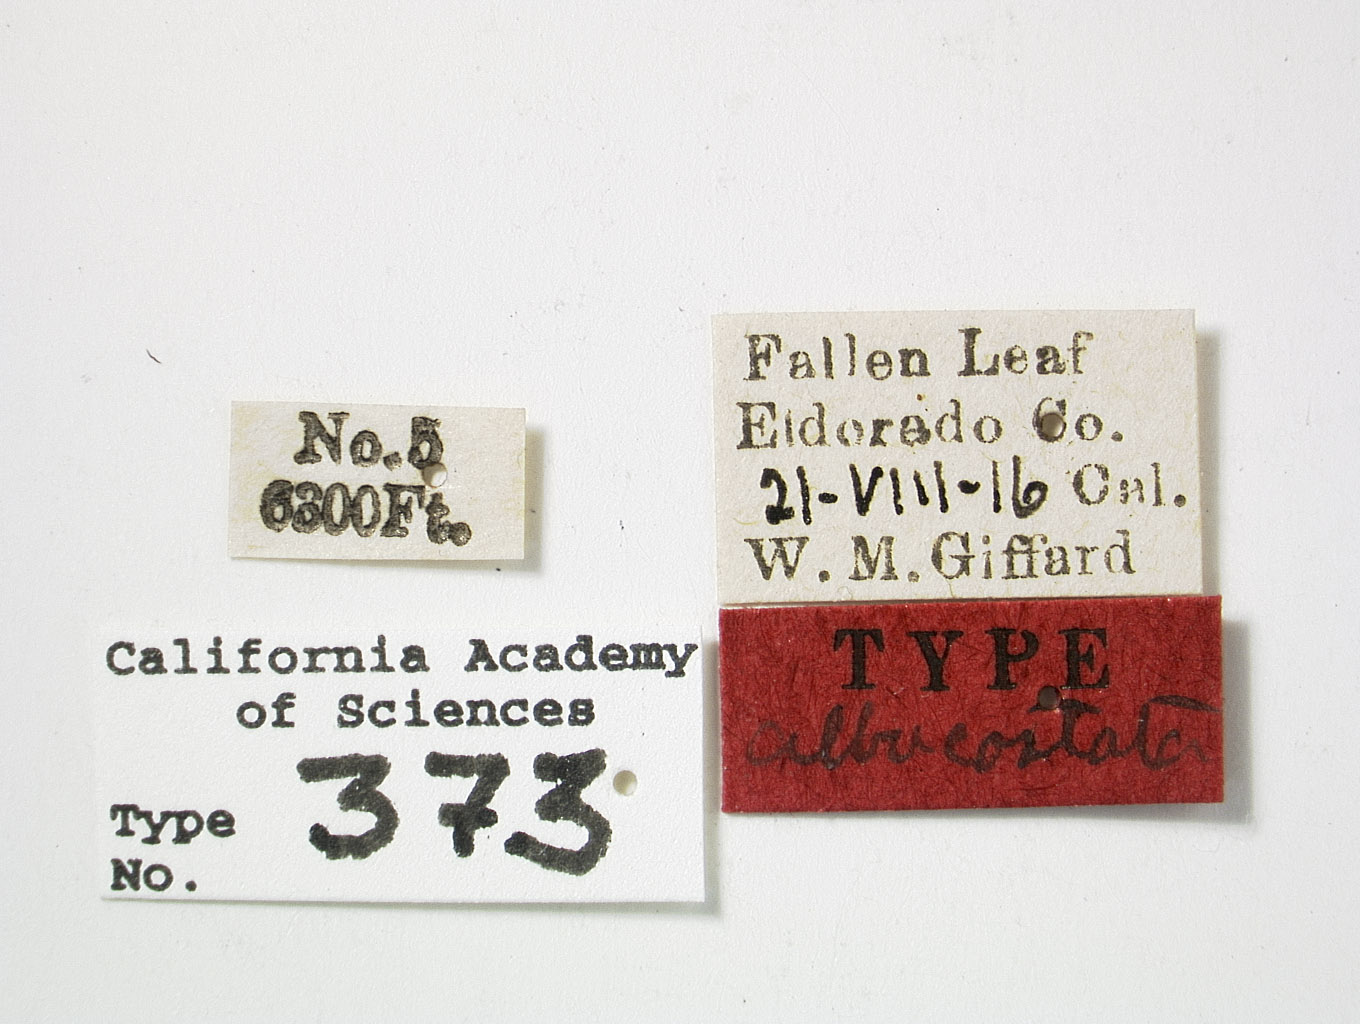 No. 5
6300Ft.
Fallen Leaf
Eldorado Co.
21-VIII-16 Cal.
W. M. Giffard
TYPE
albucostata
California Academy
of Sciences
Type
No. 373